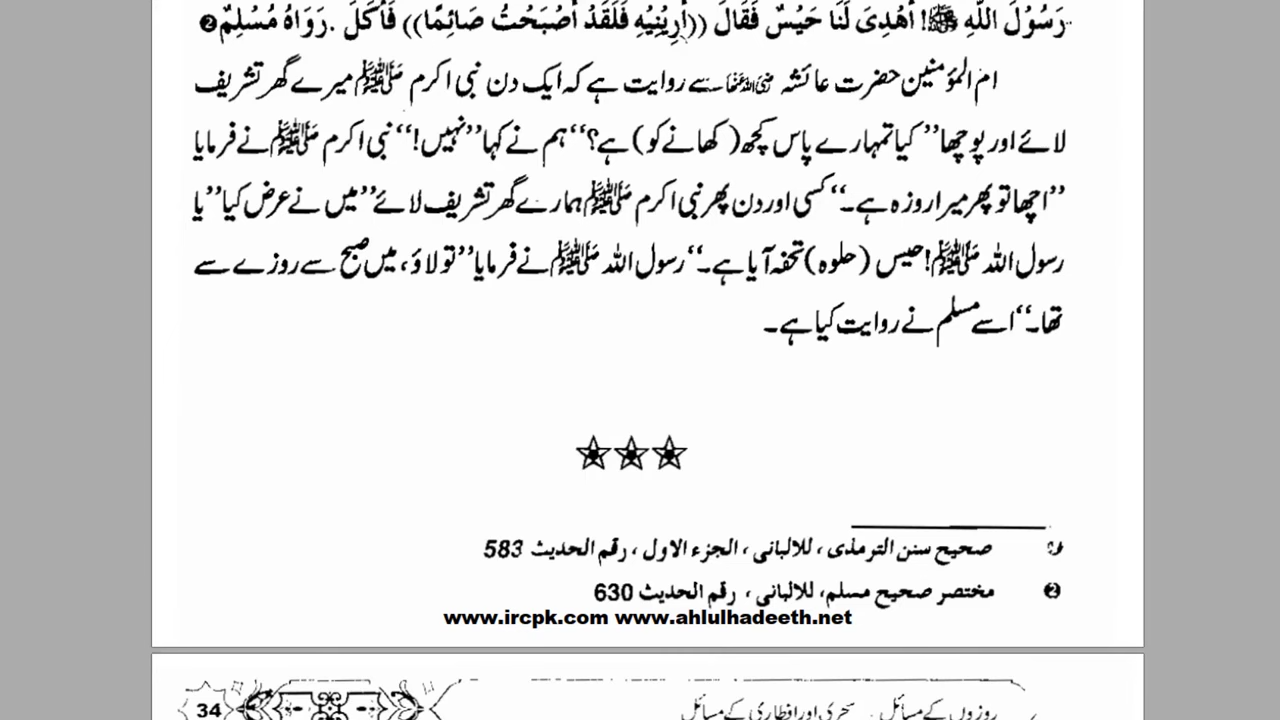 رَسُوْلَ اللّٰهِ ﷺ! أُهْدِىَ لَنَا حَيْسٌ فَقَالَ ((أَرِيْنِيْهِ فَلَقَدْ أَصْبَحْتُ صَائِمًا)) فَأَكَلَ . رَوَاهُ مُسْلِمٌ ❷
ام المؤمنین حضرت عائشہ رضی اللہ عنہا سے روایت ہے کہ ایک دن نبی اکرم ﷺ میرے گھر تشریف
لائے اور پوچھا ’’کیا تمہارے پاس کچھ (کھانے کو) ہے؟‘‘ ہم نے کہا ’’نہیں!‘‘ نبی اکرم ﷺ نے فرمایا
’’اچھا تو پھر میرا روزہ ہے۔‘‘ کسی اور دن پھر نبی اکرم ﷺ ہمارے گھر تشریف لائے ’’میں نے عرض کیا ’’یا
رسول اللہ ﷺ! حیس (حلوہ) تحفہ آیا ہے۔‘‘ رسول اللہ ﷺ نے فرمایا ’’تو لاؤ، میں صبح سے روزے سے
تھا۔‘‘ اسے مسلم نے روایت کیا ہے۔
صحیح سنن الترمذی ، للالبانی ، الجزء الاول ، رقم الحدیث 583
❷ مختصر صحیح مسلم، للالبانی ، رقم الحدیث 630
www.ircpk.com www.ahlulhadeeth.net
34 روزوں کے مسائل ... سحری اور افطاری کے مسائل